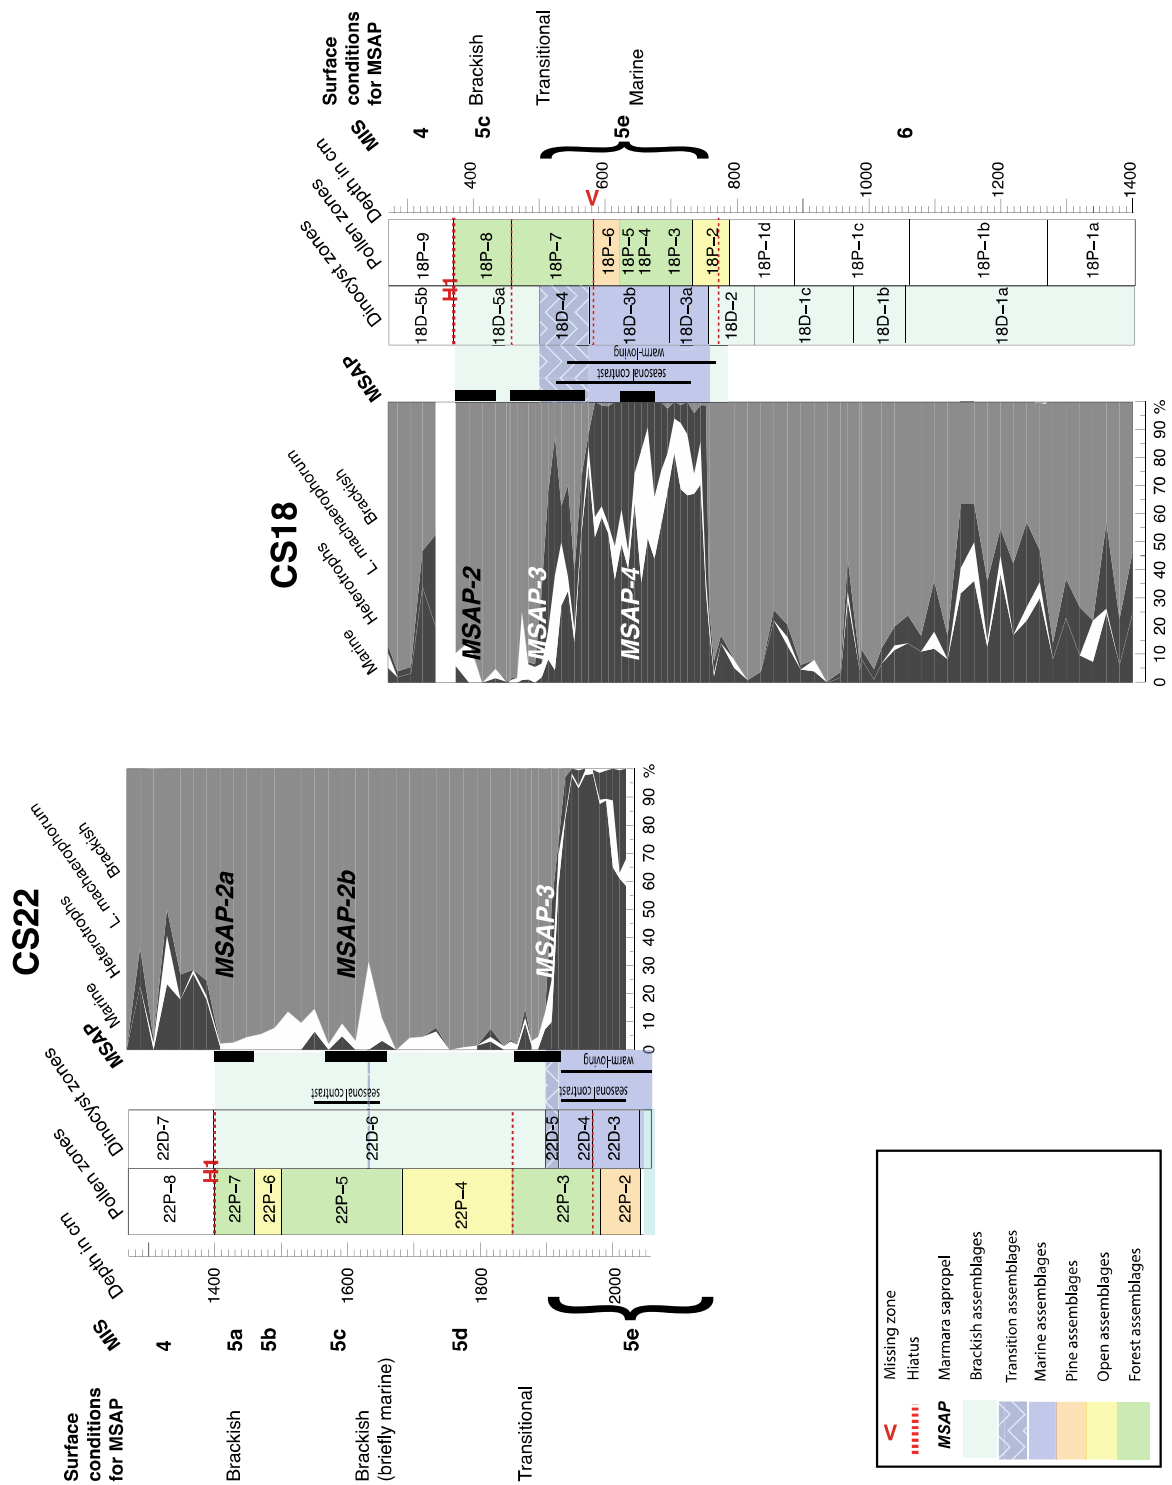 CS22
Surface
conditions
for MSAP
MIS
Depth in cm
Pollen zones
Dinocyst zones
MSAP
Marine
Heterotrophs
L. machaerophorum
Brackish
Brackish
Brackish
(briefly marine)
Transitional
4
5a
5b
5c
5d
5e
1400
1600
1800
2000
22P–8
22P–7
22P–6
22P–5
22P–4
22P–3
22P–2
H1
22D-7
22D-6
22D-5
22D-4
22D-3
seasonal contrast
seasonal contrast
warm-loving
MSAP-2a
MSAP-2b
MSAP-3
0
10
20
30
40
50
60
70
80
90
%
CS18
Marine
Heterotrophs
L. machaerophorum
Brackish
MSAP
Dinocyst zones
Pollen zones
Depth in cm
MIS
Surface
conditions
for MSAP
MSAP-2
MSAP-3
MSAP-4
0
10
20
30
40
50
60
70
80
90
%
seasonal contrast
warm-loving
18D–5b
18D–5a
18D–4
18D–3b
18D–3a
18D–2
18D–1c
18D–1b
18D–1a
H1
18P–9
18P–8
18P–7
18P–6
18P–5
18P–4
18P–3
18P–2
18P–1d
18P–1c
18P–1b
18P–1a
V
400
600
800
1000
1200
1400
4
5c
5e
6
Brackish
Transitional
Marine
V Missing zone
Hiatus
MSAP Marmara sapropel
Brackish assemblages
Transition assemblages
Marine assemblages
Pine assemblages
Open assemblages
Forest assemblages